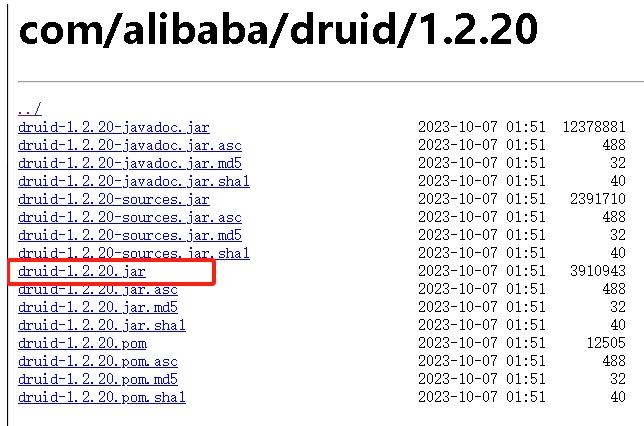 com/alibaba/druid/1.2.20
../
druid-1.2.20-javadoc.jar 2023-10-07 01:51 12378881
druid-1.2.20-javadoc.jar.asc 2023-10-07 01:51 488
druid-1.2.20-javadoc.jar.md5 2023-10-07 01:51 32
druid-1.2.20-javadoc.jar.sha1 2023-10-07 01:51 40
druid-1.2.20-sources.jar 2023-10-07 01:51 2391710
druid-1.2.20-sources.jar.asc 2023-10-07 01:51 488
druid-1.2.20-sources.jar.md5 2023-10-07 01:51 32
druid-1.2.20-sources.jar.sha1 2023-10-07 01:51 40
druid-1.2.20.jar 2023-10-07 01:51 3910943
druid-1.2.20.jar.asc 2023-10-07 01:51 488
druid-1.2.20.jar.md5 2023-10-07 01:51 32
druid-1.2.20.jar.sha1 2023-10-07 01:51 40
druid-1.2.20.pom 2023-10-07 01:51 12505
druid-1.2.20.pom.asc 2023-10-07 01:51 488
druid-1.2.20.pom.md5 2023-10-07 01:51 32
druid-1.2.20.pom.sha1 2023-10-07 01:51 40